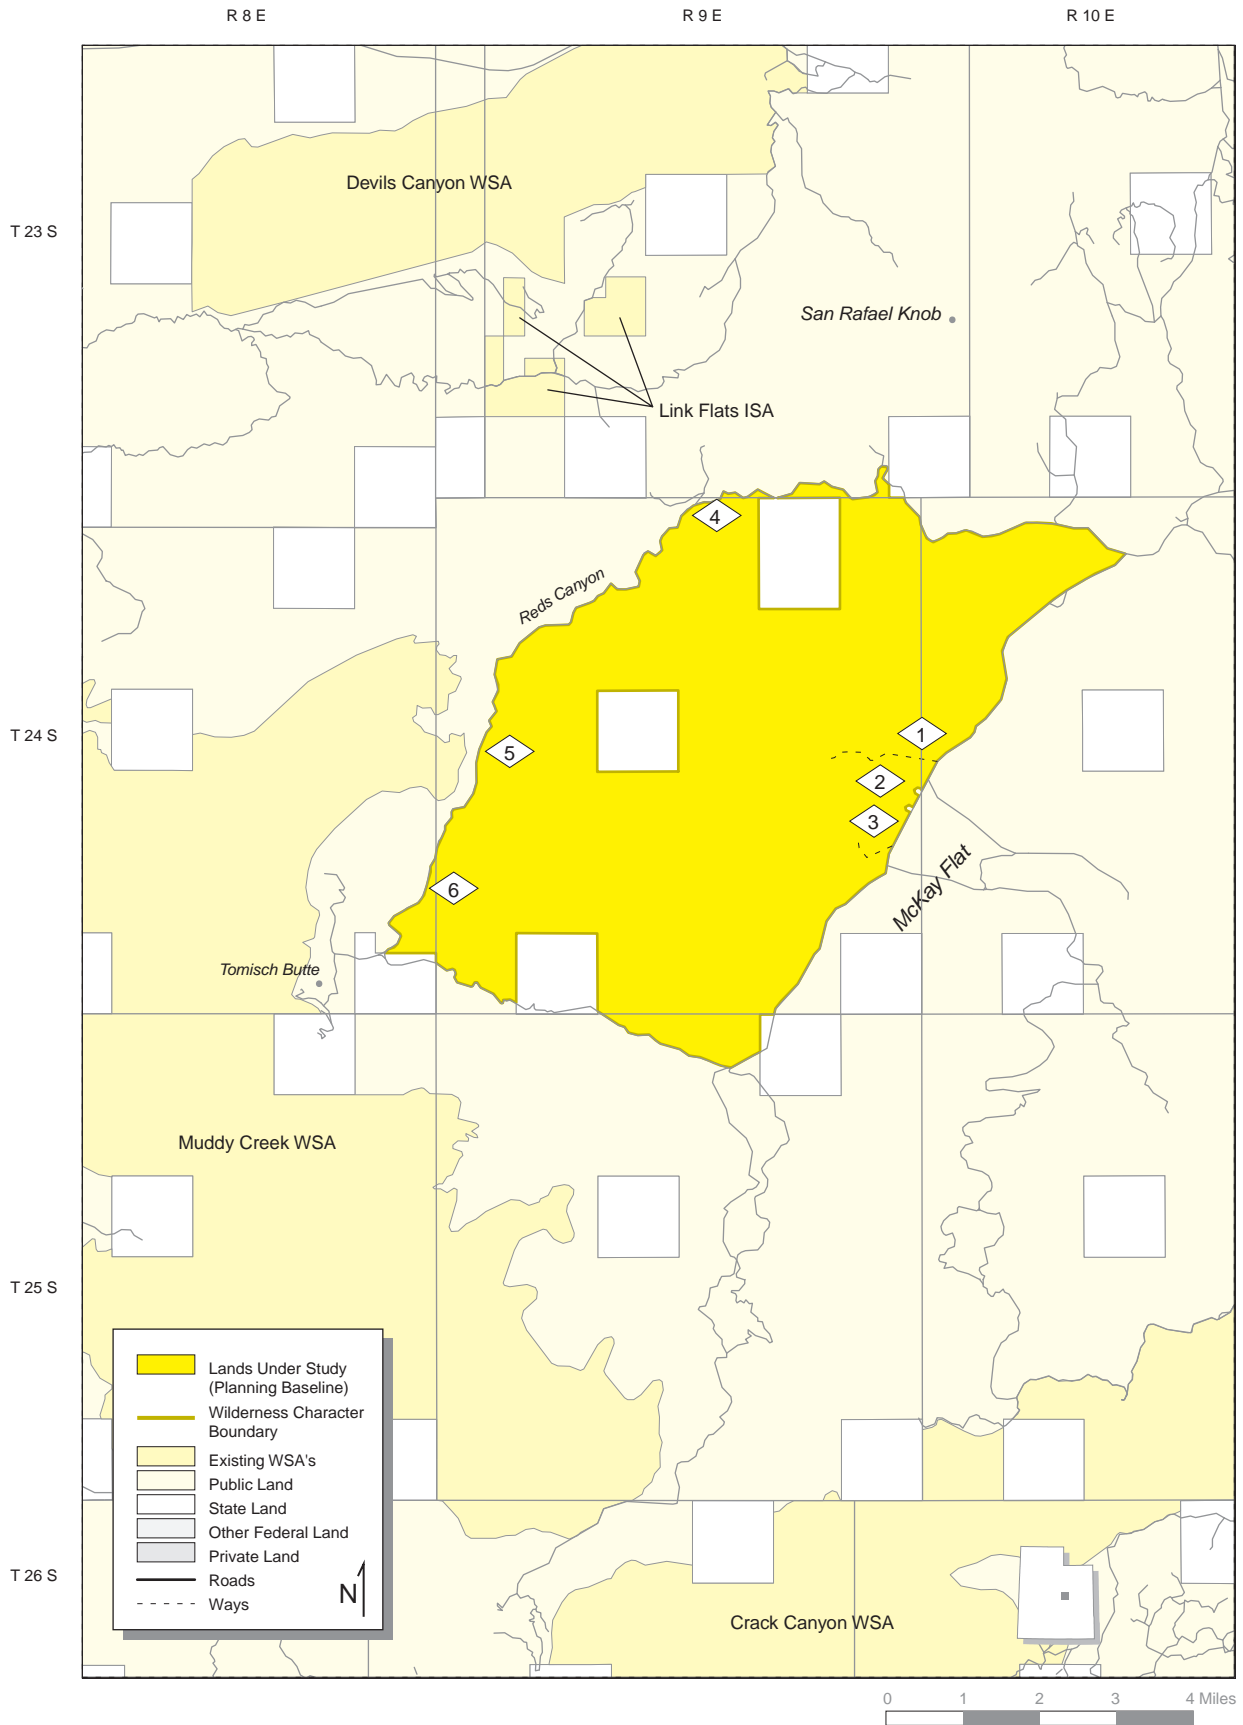 R 8 E
R 9 E
R 10 E
Devils Canyon WSA
T 23 S
San Rafael Knob
Link Flats ISA
4
Reds Canyon
T 24 S
1
5
2
3
McKay Flat
6
Tomisch Butte
Muddy Creek WSA
T 25 S
Lands Under Study
(Planning Baseline)
Wilderness Character
Boundary
Existing WSA's
Public Land
State Land
Other Federal Land
Private Land
Roads
Ways
N
T 26 S
Crack Canyon WSA
0 1 2 3 4 Miles